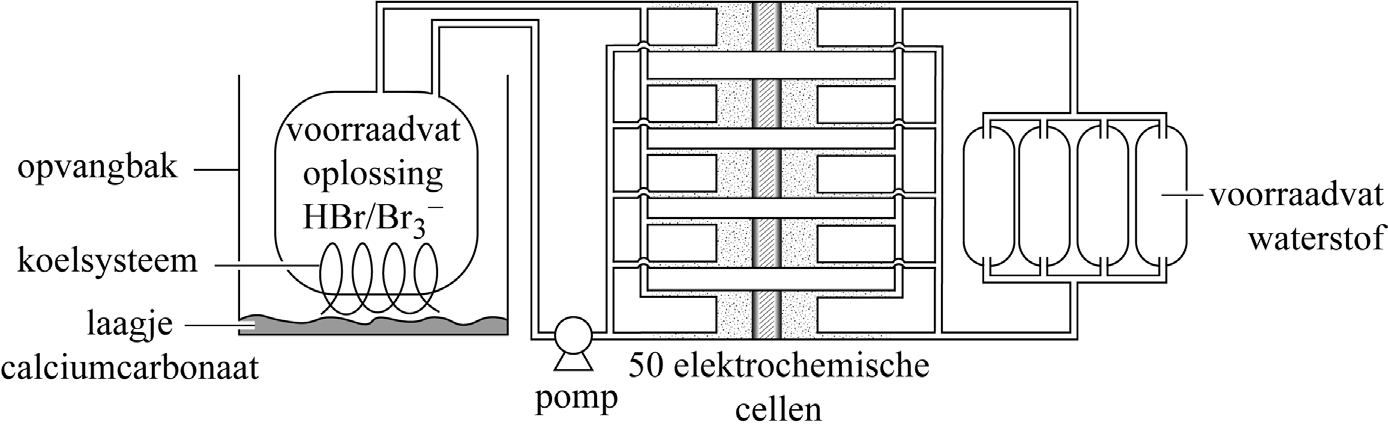 opvangbak
voorraadvat
oplossing
HBr/Br₃⁻
koelsysteem
laagje
calciumcarbonaat
pomp
50 elektrochemische
cellen
voorraadvat
waterstof